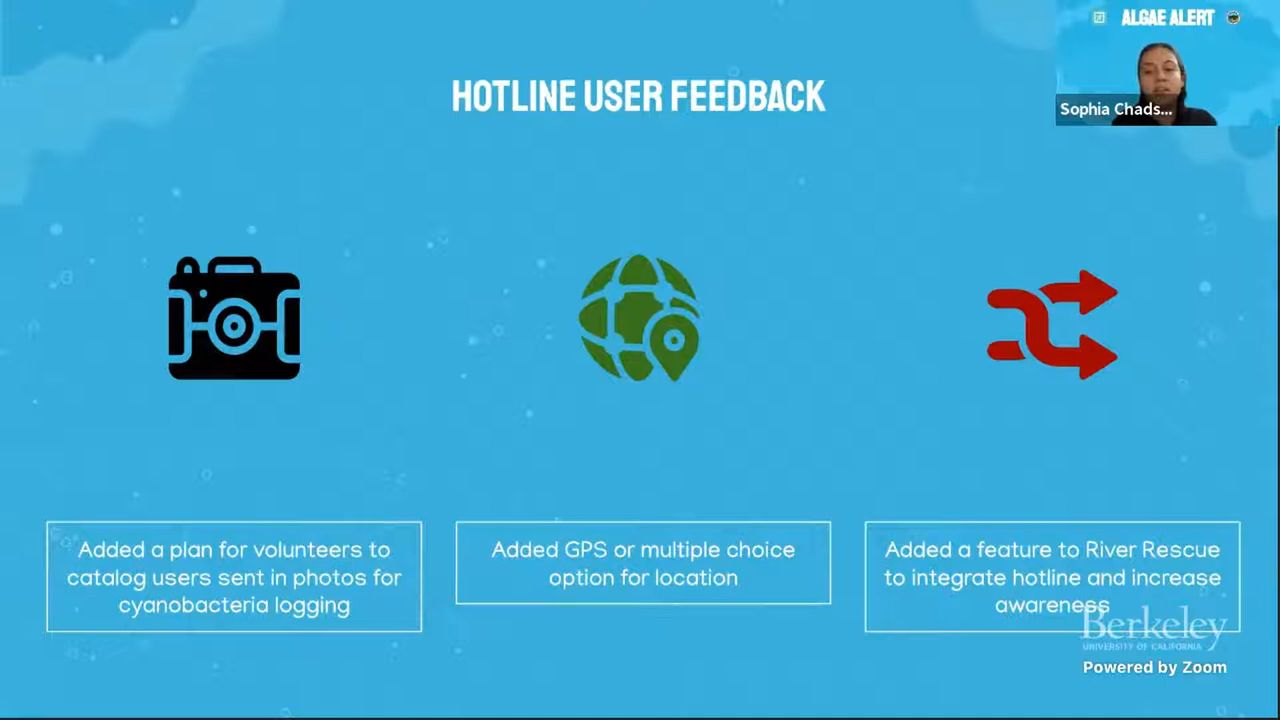 ALGAE ALERT
HOTLINE USER FEEDBACK
Sophia Chads...
Added a plan for volunteers to
catalog users sent in photos for
cyanobacteria logging
Added GPS or multiple choice
option for location
Added a feature to River Rescue
to integrate hotline and increase
awareness
Berkeley
UNIVERSITY OF CALIFORNIA
Powered by Zoom